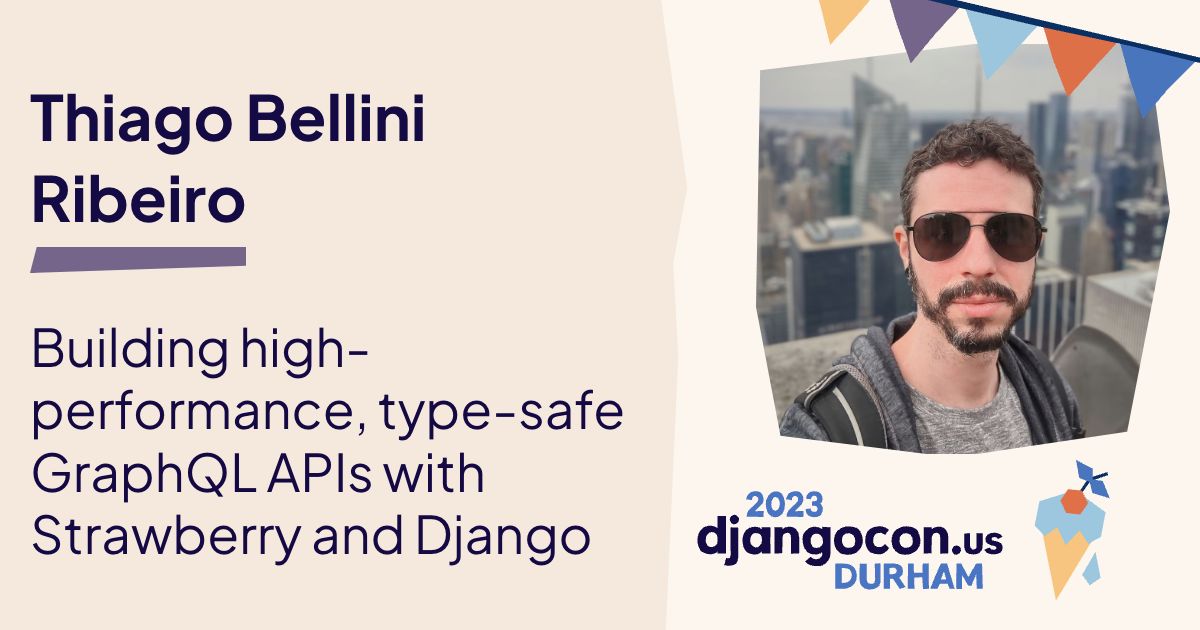 Thiago Bellini
Ribeiro
Building high-
performance, type-safe
GraphQL APIs with
Strawberry and Django
2023
djangocon.us
DURHAM